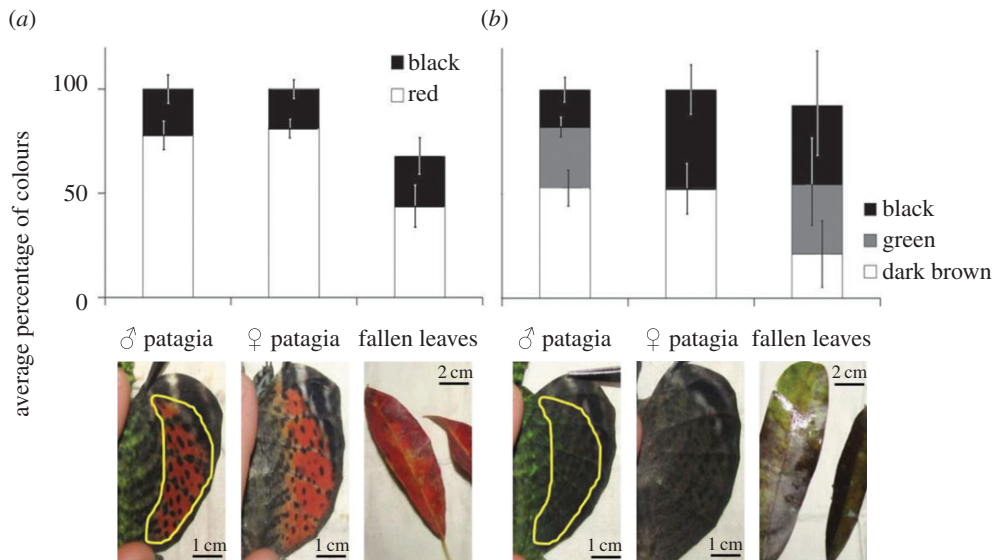 (a)
(b)
average percentage of colours
100
50
0
black
red
black
green
dark brown
♂ patagia ♀ patagia fallen leaves
♂ patagia ♀ patagia fallen leaves
2 cm
1 cm
1 cm
2 cm
1 cm
1 cm